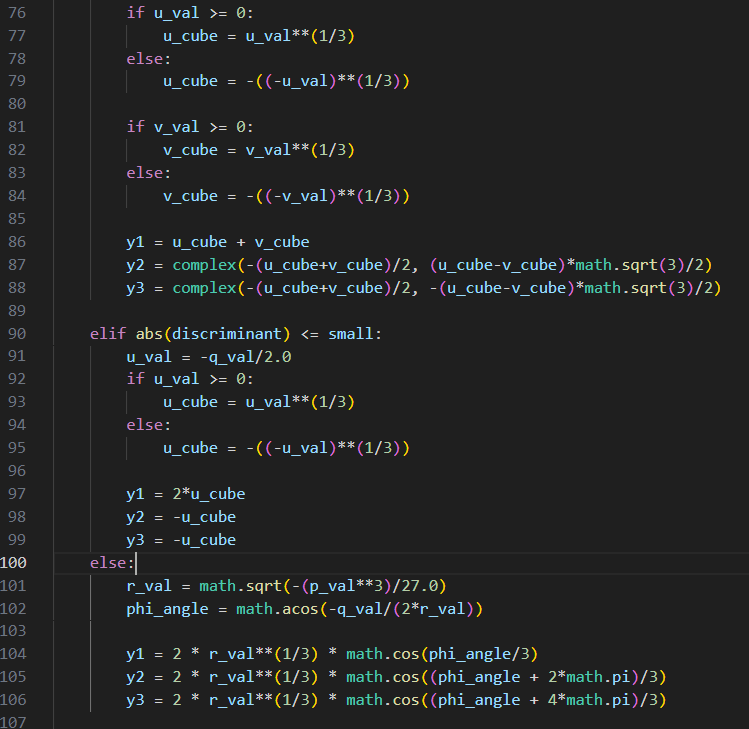 76 if u_val >= 0:
77 u_cube = u_val**(1/3)
78 else:
79 u_cube = -((-u_val)**(1/3))
80
81 if v_val >= 0:
82 v_cube = v_val**(1/3)
83 else:
84 v_cube = -((-v_val)**(1/3))
85
86 y1 = u_cube + v_cube
87 y2 = complex(-(u_cube+v_cube)/2, (u_cube-v_cube)*math.sqrt(3)/2)
88 y3 = complex(-(u_cube+v_cube)/2, -(u_cube-v_cube)*math.sqrt(3)/2)
89
90 elif abs(discriminant) <= small:
91 u_val = -q_val/2.0
92 if u_val >= 0:
93 u_cube = u_val**(1/3)
94 else:
95 u_cube = -((-u_val)**(1/3))
96
97 y1 = 2*u_cube
98 y2 = -u_cube
99 y3 = -u_cube
100 else:
101 r_val = math.sqrt(-(p_val**3)/27.0)
102 phi_angle = math.acos(-q_val/(2*r_val))
103
104 y1 = 2 * r_val**(1/3) * math.cos(phi_angle/3)
105 y2 = 2 * r_val**(1/3) * math.cos((phi_angle + 2*math.pi)/3)
106 y3 = 2 * r_val**(1/3) * math.cos((phi_angle + 4*math.pi)/3)
107